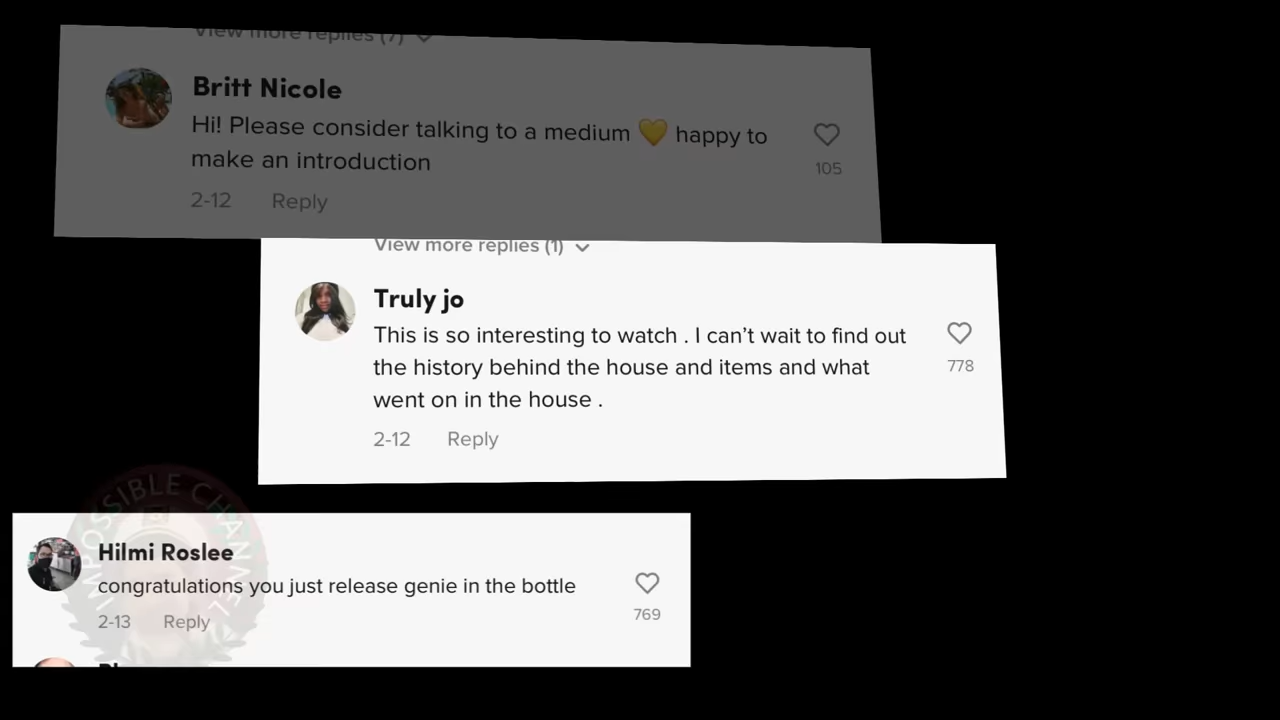 View more replies (7)
Britt Nicole
Hi! Please consider talking to a medium 💛 happy to
make an introduction
105
2-12 Reply
View more replies (1)
Truly jo
This is so interesting to watch . I can’t wait to find out
the history behind the house and items and what
went on in the house .
778
2-12 Reply
IMPOSSIBLE CHANNEL
Hilmi Roslee
congratulations you just release genie in the bottle
769
2-13 Reply